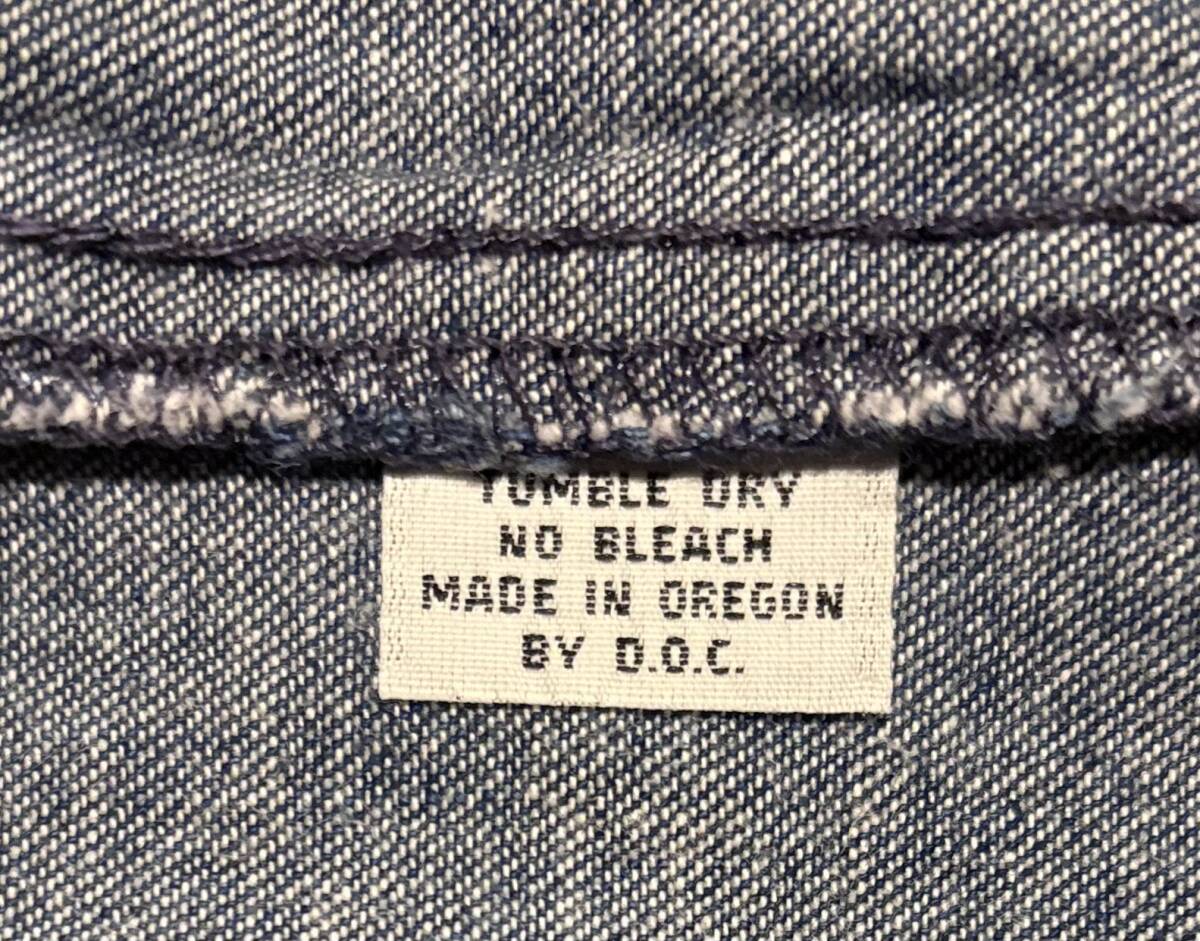 TUMBLE DRY
NO BLEACH
MADE IN OREGON
BY D.O.C.